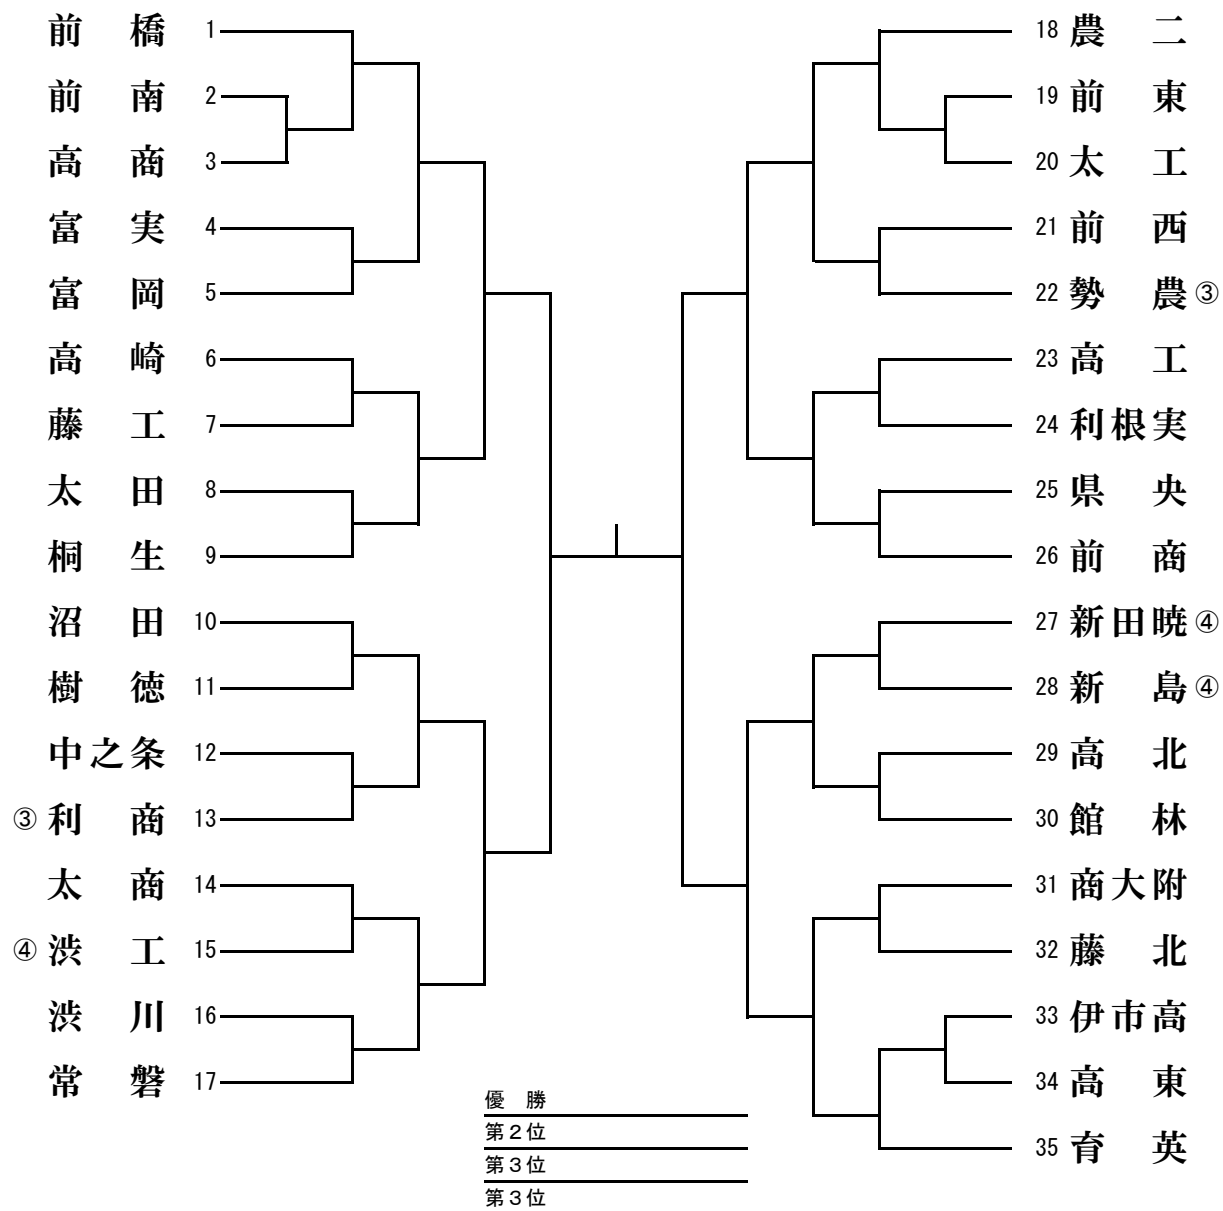 前橋 1
前南 2
高商 3
富実 4
富岡 5
高崎 6
藤工 7
太田 8
桐生 9
沼田 10
樹徳 11
中之条 12
③ 利商 13
太商 14
④ 渋工 15
渋川 16
常磐 17
18 農二
19 前東
20 太工
21 前西
22 勢農 ③
23 高工
24 利根実
25 県央
26 前商
27 新田暁 ④
28 新島 ④
29 高北
30 館林
31 商大附
32 藤北
33 伊市高
34 高東
35 育英
優勝
第2位
第3位
第3位